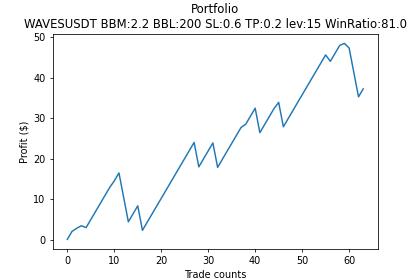 Portfolio
WAVESUSDT BBM:2.2 BBL:200 SL:0.6 TP:0.2 lev:15 WinRatio:81.0
Profit ($)
50
40
30
20
10
0
0 10 20 30 40 50 60
Trade counts